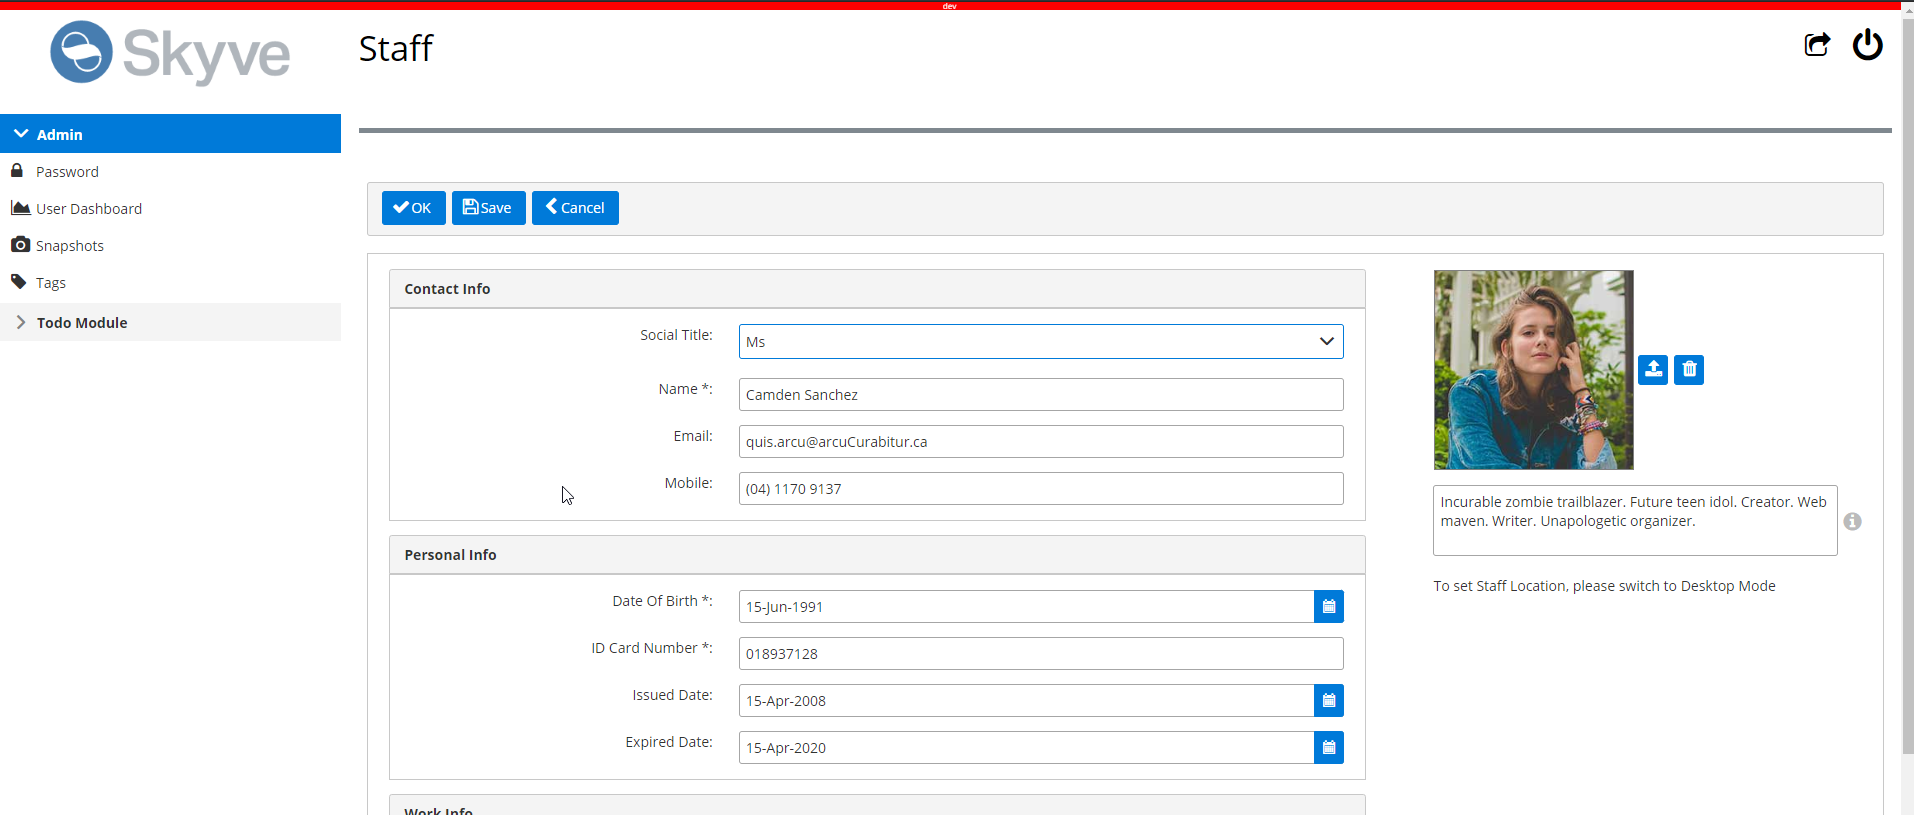 dev
Skyve
Staff
Admin
Password
User Dashboard
Snapshots
Tags
Todo Module
OK Save Cancel
Contact Info
Social Title: Ms
Name *: Camden Sanchez
Email: quis.arcu@arcuCurabitur.ca
Mobile: (04) 1170 9137
Personal Info
Date Of Birth *: 15-Jun-1991
ID Card Number *: 018937128
Issued Date: 15-Apr-2008
Expired Date: 15-Apr-2020
Work Info
Incurable zombie trailblazer. Future teen idol. Creator. Web
maven. Writer. Unapologetic organizer.
To set Staff Location, please switch to Desktop Mode